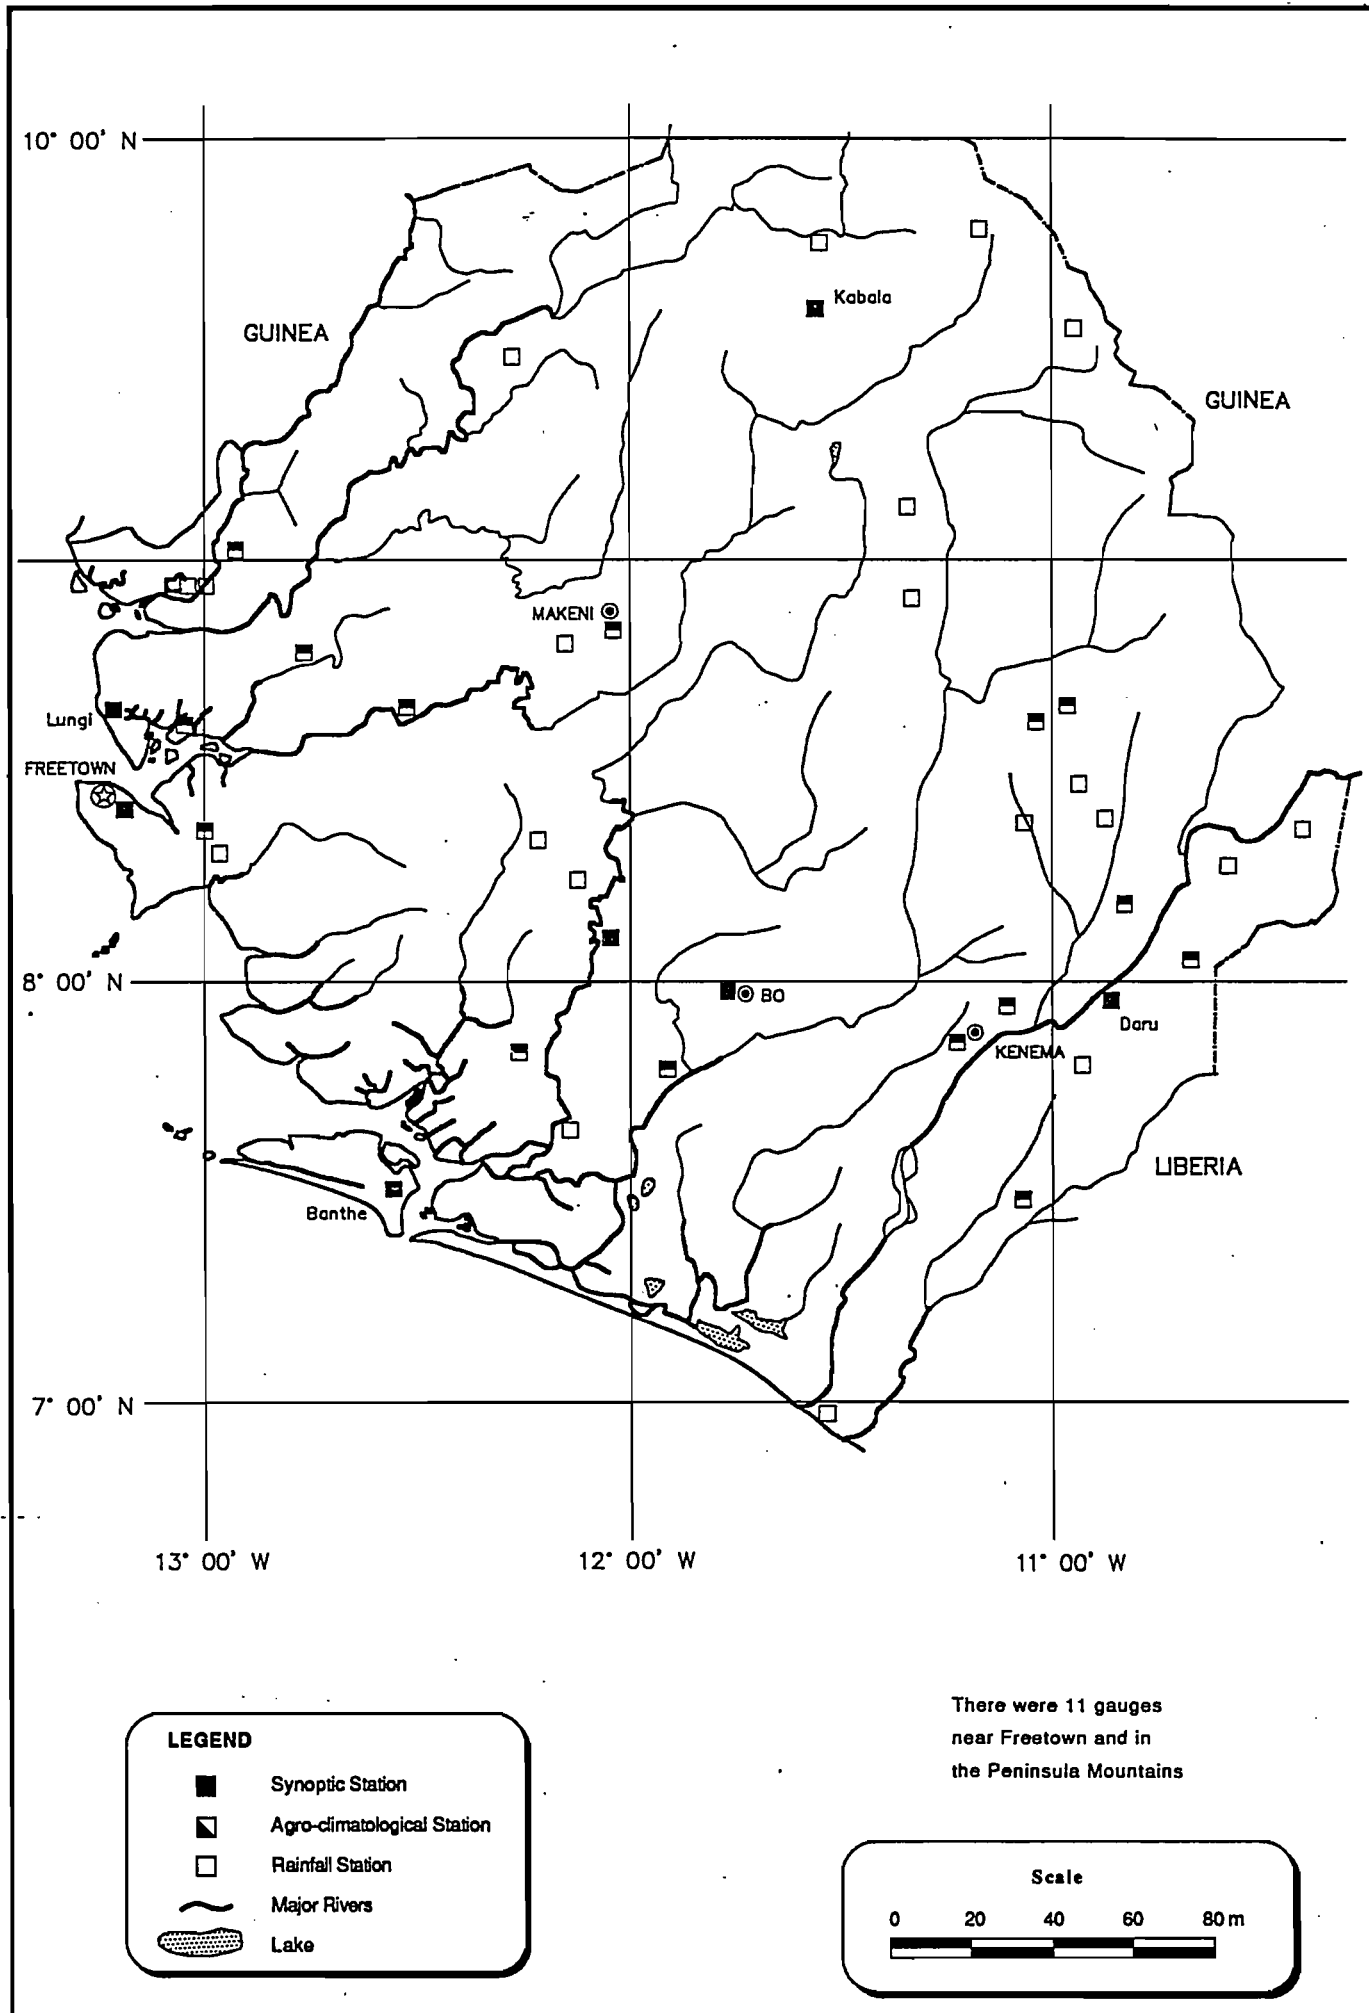 10° 00' N
Kabala
GUINEA
GUINEA
MAKENI
Lungi
FREETOWN
8° 00' N
BO
Daru
KENEMA
LIBERIA
Bonthe
7° 00' N
13° 00' W
12° 00' W
11° 00' W
There were 11 gauges
near Freetown and in
the Peninsula Mountains
LEGEND
Synoptic Station
Agro-climatological Station
Rainfall Station
Major Rivers
Lake
Scale
0 20 40 60 80 m